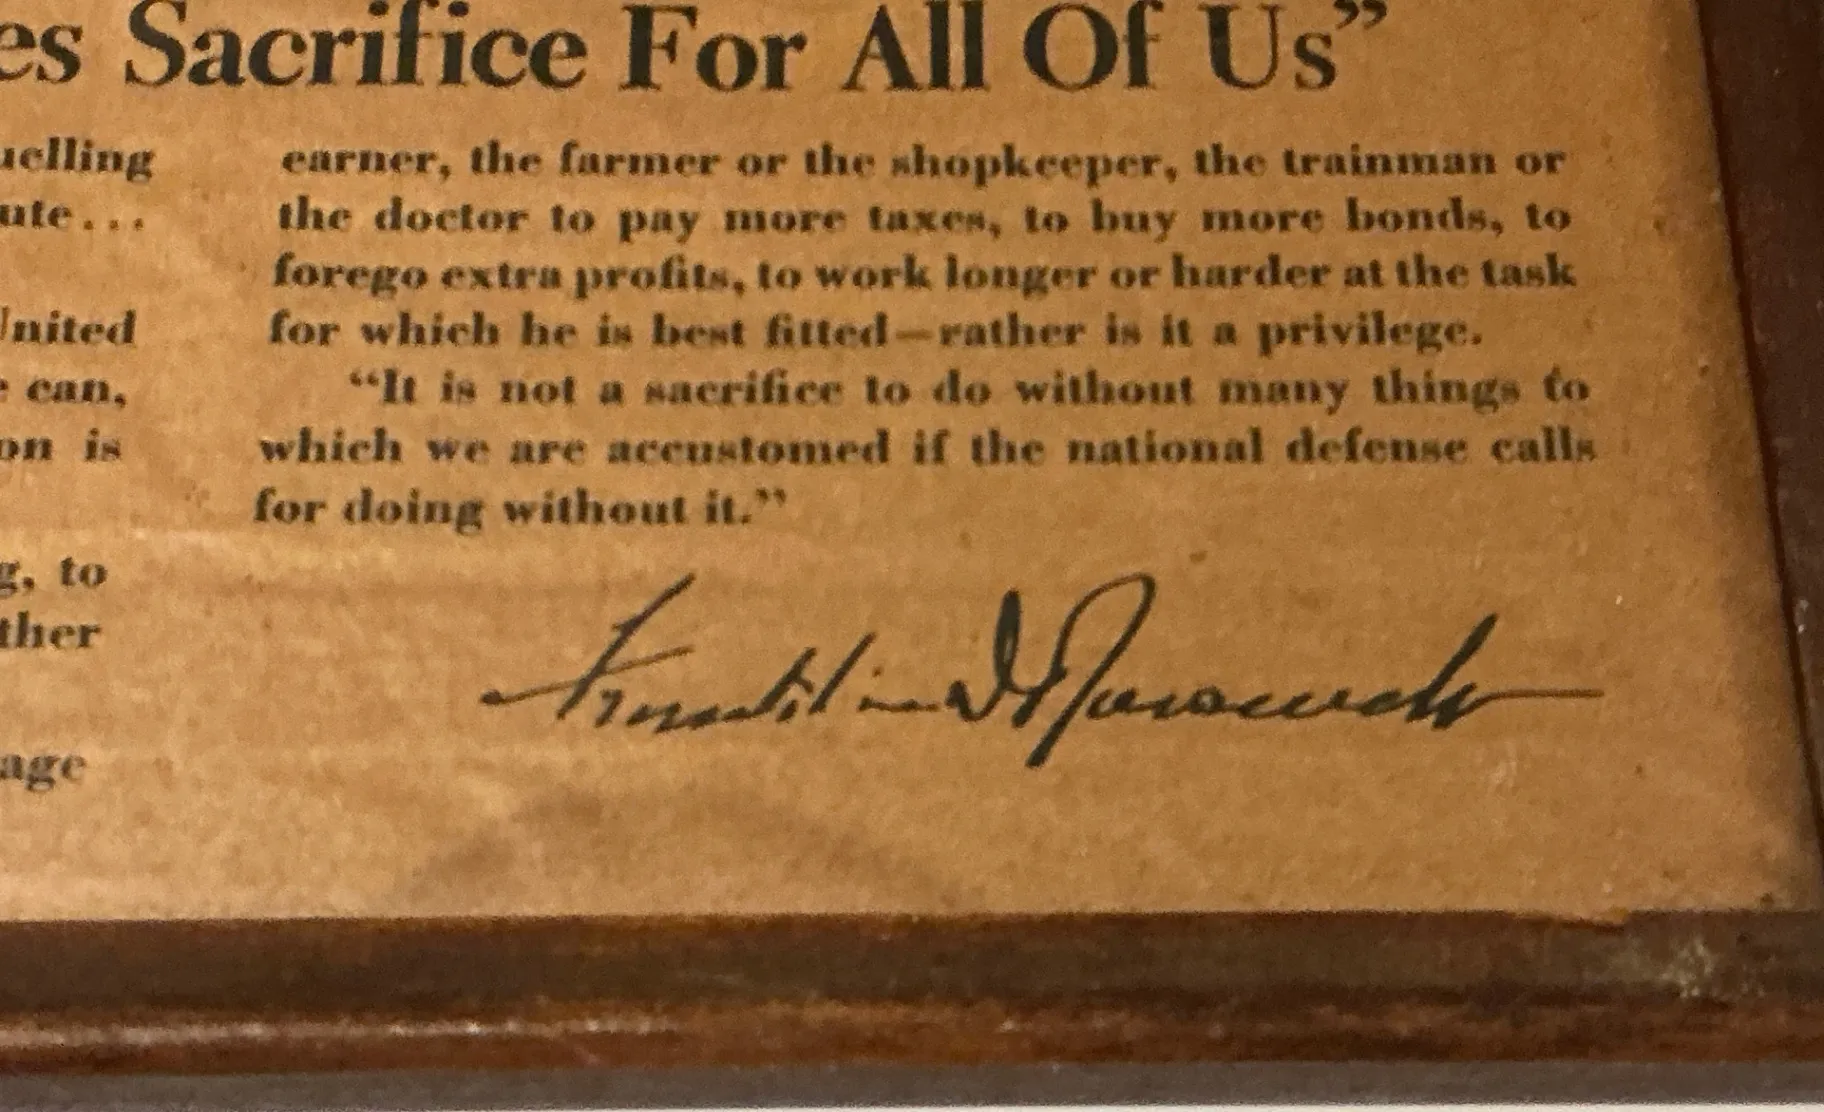 es Sacrifice For All Of Us”
uelling
ute...
United
e can,
on is
g, to
ther
age
earner, the farmer or the shopkeeper, the trainman or
the doctor to pay more taxes, to buy more bonds, to
forego extra profits, to work longer or harder at the task
for which he is best fitted—rather is it a privilege.
“It is not a sacrifice to do without many things to
which we are accustomed if the national defense calls
for doing without it.”
Franklin D Roosevelt